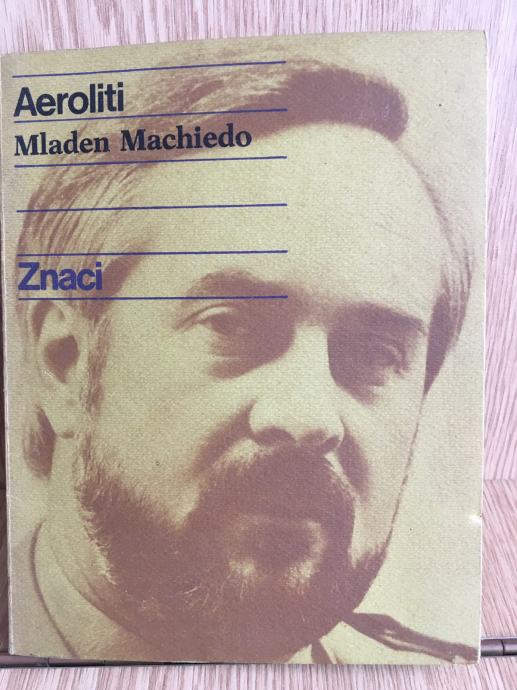 Aeroliti
Mladen Machiedo
Znaci